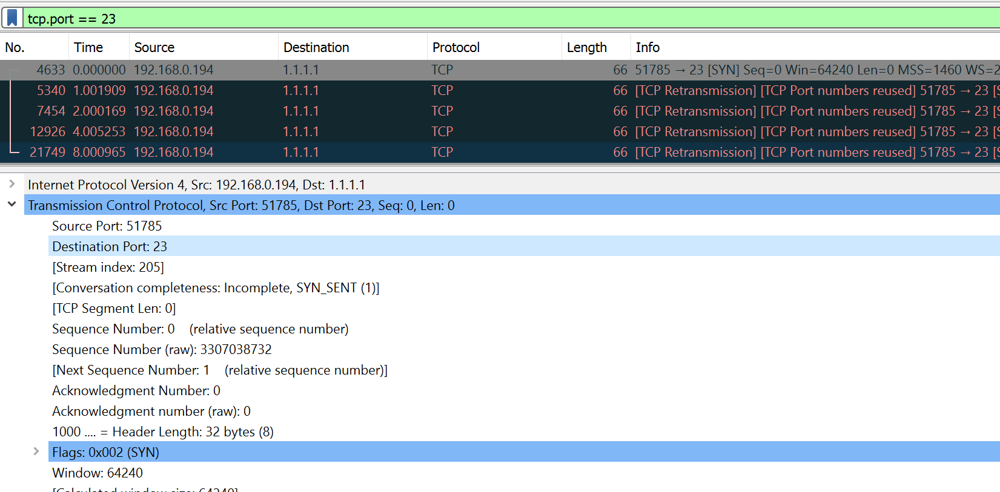 tcp.port == 23
No. Time Source Destination Protocol Length Info
4633 0.000000 192.168.0.194 1.1.1.1 TCP 66 51785 → 23 [SYN] Seq=0 Win=64240 Len=0 MSS=1460 WS=2
5340 1.001909 192.168.0.194 1.1.1.1 TCP 66 [TCP Retransmission] [TCP Port numbers reused] 51785 → 23 [S
7454 2.000169 192.168.0.194 1.1.1.1 TCP 66 [TCP Retransmission] [TCP Port numbers reused] 51785 → 23 [S
12926 4.005253 192.168.0.194 1.1.1.1 TCP 66 [TCP Retransmission] [TCP Port numbers reused] 51785 → 23 [S
21749 8.000965 192.168.0.194 1.1.1.1 TCP 66 [TCP Retransmission] [TCP Port numbers reused] 51785 → 23 [S
Internet Protocol Version 4, Src: 192.168.0.194, Dst: 1.1.1.1
Transmission Control Protocol, Src Port: 51785, Dst Port: 23, Seq: 0, Len: 0
Source Port: 51785
Destination Port: 23
[Stream index: 205]
[Conversation completeness: Incomplete, SYN_SENT (1)]
[TCP Segment Len: 0]
Sequence Number: 0 (relative sequence number)
Sequence Number (raw): 3307038732
[Next Sequence Number: 1 (relative sequence number)]
Acknowledgment Number: 0
Acknowledgment number (raw): 0
1000 .... = Header Length: 32 bytes (8)
Flags: 0x002 (SYN)
Window: 64240
[Calculated window size: 64240]